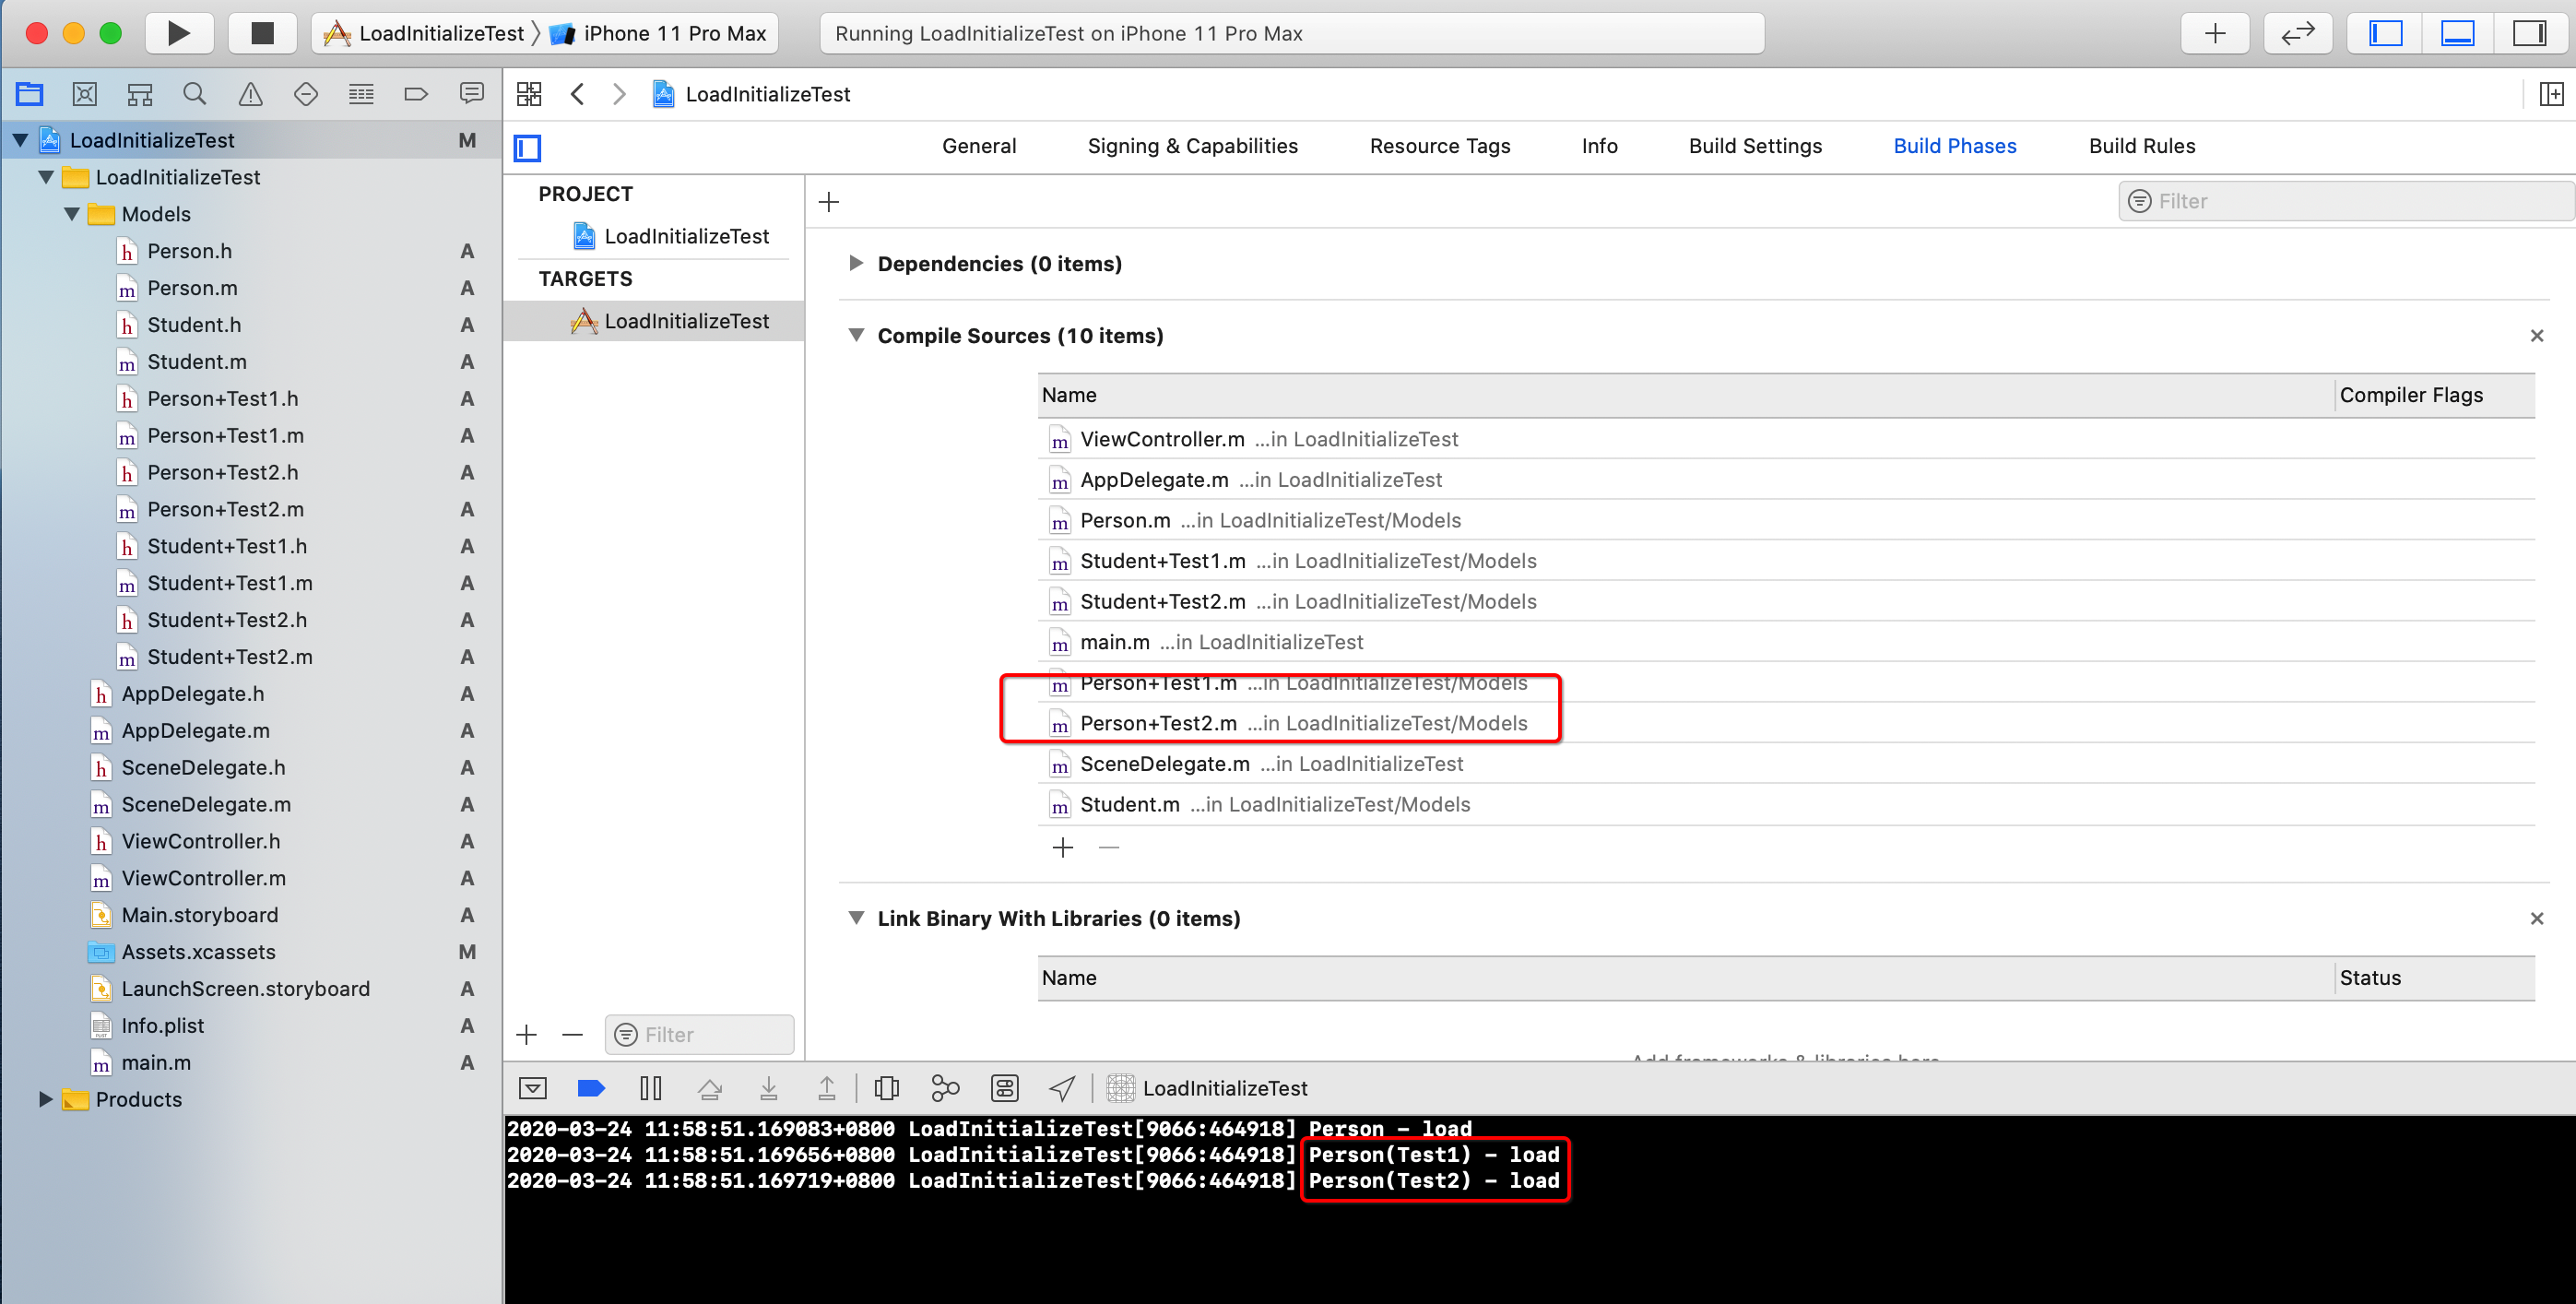 LoadInitializeTest 〉 iPhone 11 Pro Max
Running LoadInitializeTest on iPhone 11 Pro Max
LoadInitializeTest M
LoadInitializeTest
Models
Person.h A
Person.m A
Student.h A
Student.m A
Person+Test1.h A
Person+Test1.m A
Person+Test2.h A
Person+Test2.m A
Student+Test1.h A
Student+Test1.m A
Student+Test2.h A
Student+Test2.m A
AppDelegate.h A
AppDelegate.m A
SceneDelegate.h A
SceneDelegate.m A
ViewController.h A
ViewController.m A
Main.storyboard A
Assets.xcassets M
LaunchScreen.storyboard A
Info.plist A
main.m A
Products
LoadInitializeTest
General Signing & Capabilities Resource Tags Info Build Settings Build Phases Build Rules
PROJECT
LoadInitializeTest
TARGETS
LoadInitializeTest
Filter
Filter
Dependencies (0 items)
Compile Sources (10 items)
Name Compiler Flags
ViewController.m ...in LoadInitializeTest
AppDelegate.m ...in LoadInitializeTest
Person.m ...in LoadInitializeTest/Models
Student+Test1.m ...in LoadInitializeTest/Models
Student+Test2.m ...in LoadInitializeTest/Models
main.m ...in LoadInitializeTest
Person+Test1.m ...in LoadInitializeTest/Models
Person+Test2.m ...in LoadInitializeTest/Models
SceneDelegate.m ...in LoadInitializeTest
Student.m ...in LoadInitializeTest/Models
Link Binary With Libraries (0 items)
Name Status
Add frameworks & libraries here
LoadInitializeTest
2020-03-24 11:58:51.169083+0800 LoadInitializeTest[9066:464918] Person - load
2020-03-24 11:58:51.169656+0800 LoadInitializeTest[9066:464918] Person(Test1) - load
2020-03-24 11:58:51.169719+0800 LoadInitializeTest[9066:464918] Person(Test2) - load